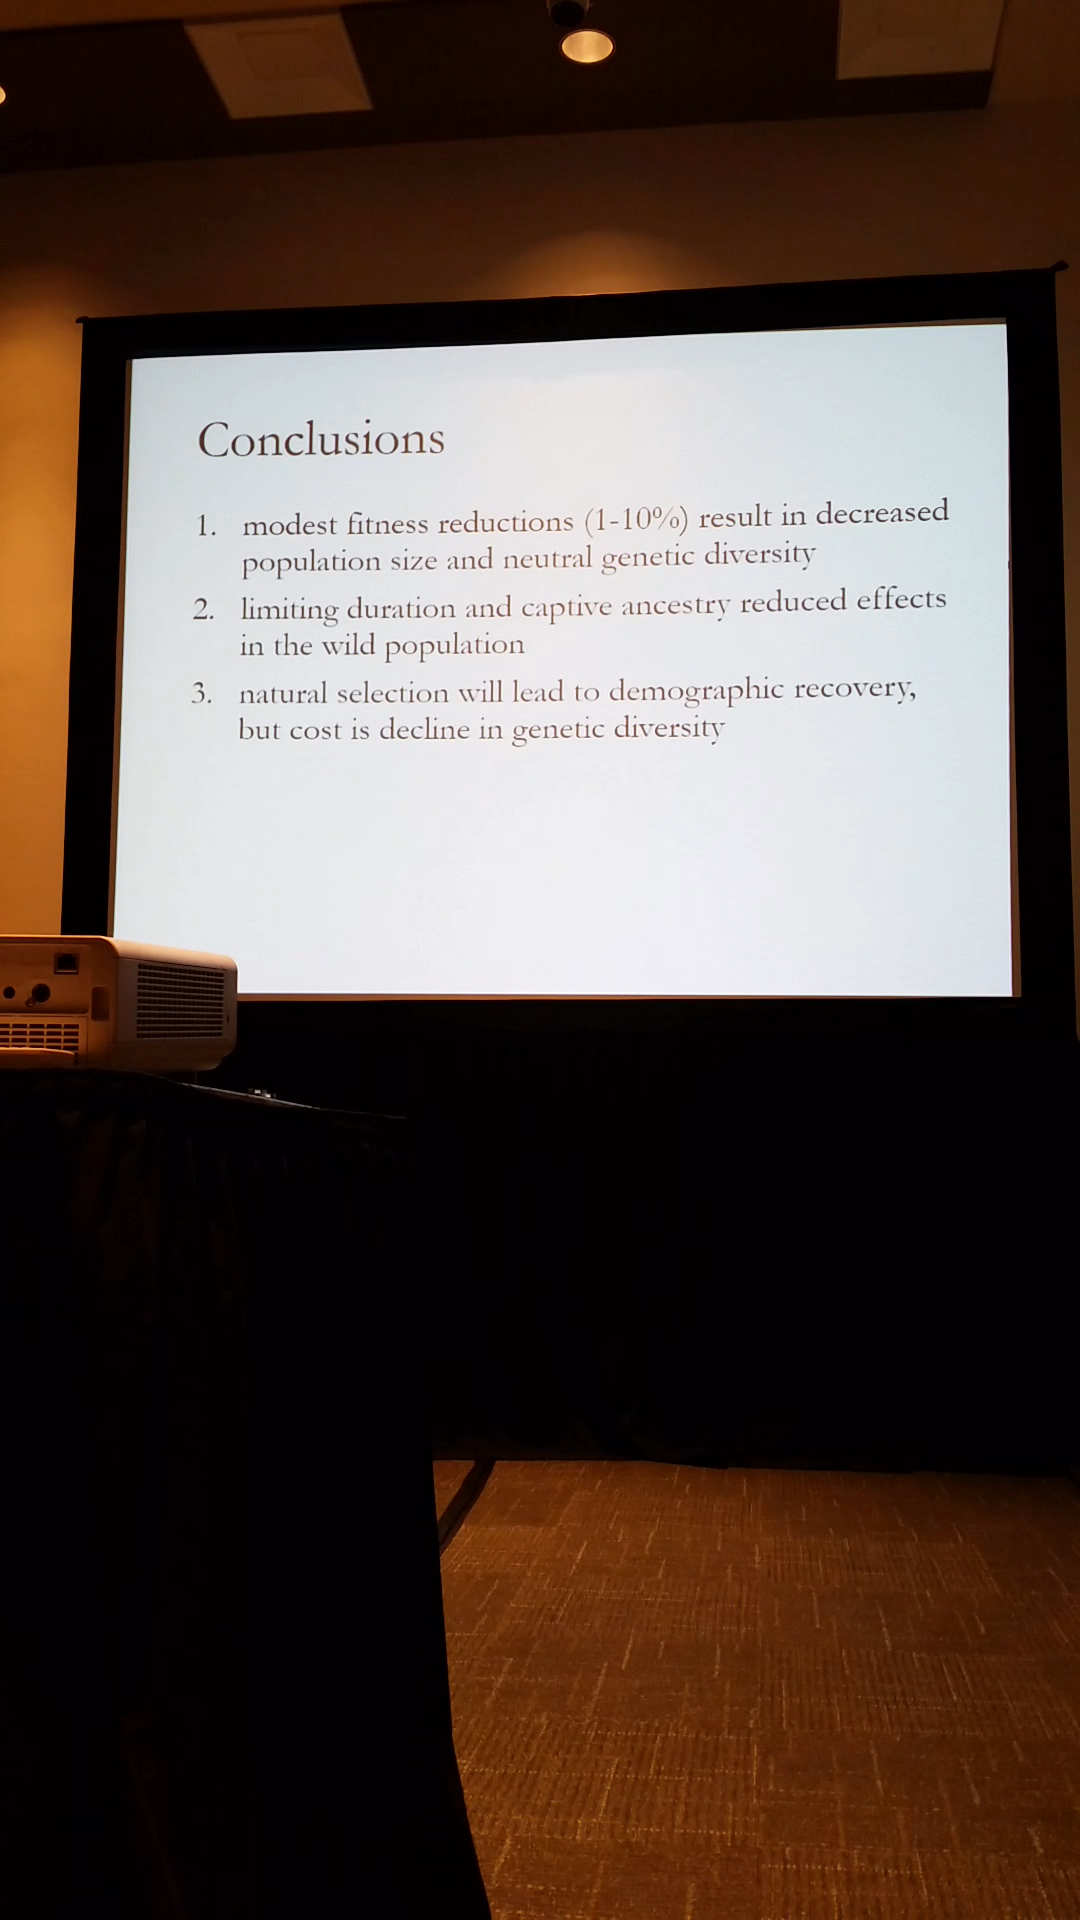 Conclusions
1. modest fitness reductions (1-10%) result in decreased
population size and neutral genetic diversity
2. limiting duration and captive ancestry reduced effects
in the wild population
3. natural selection will lead to demographic recovery,
but cost is decline in genetic diversity